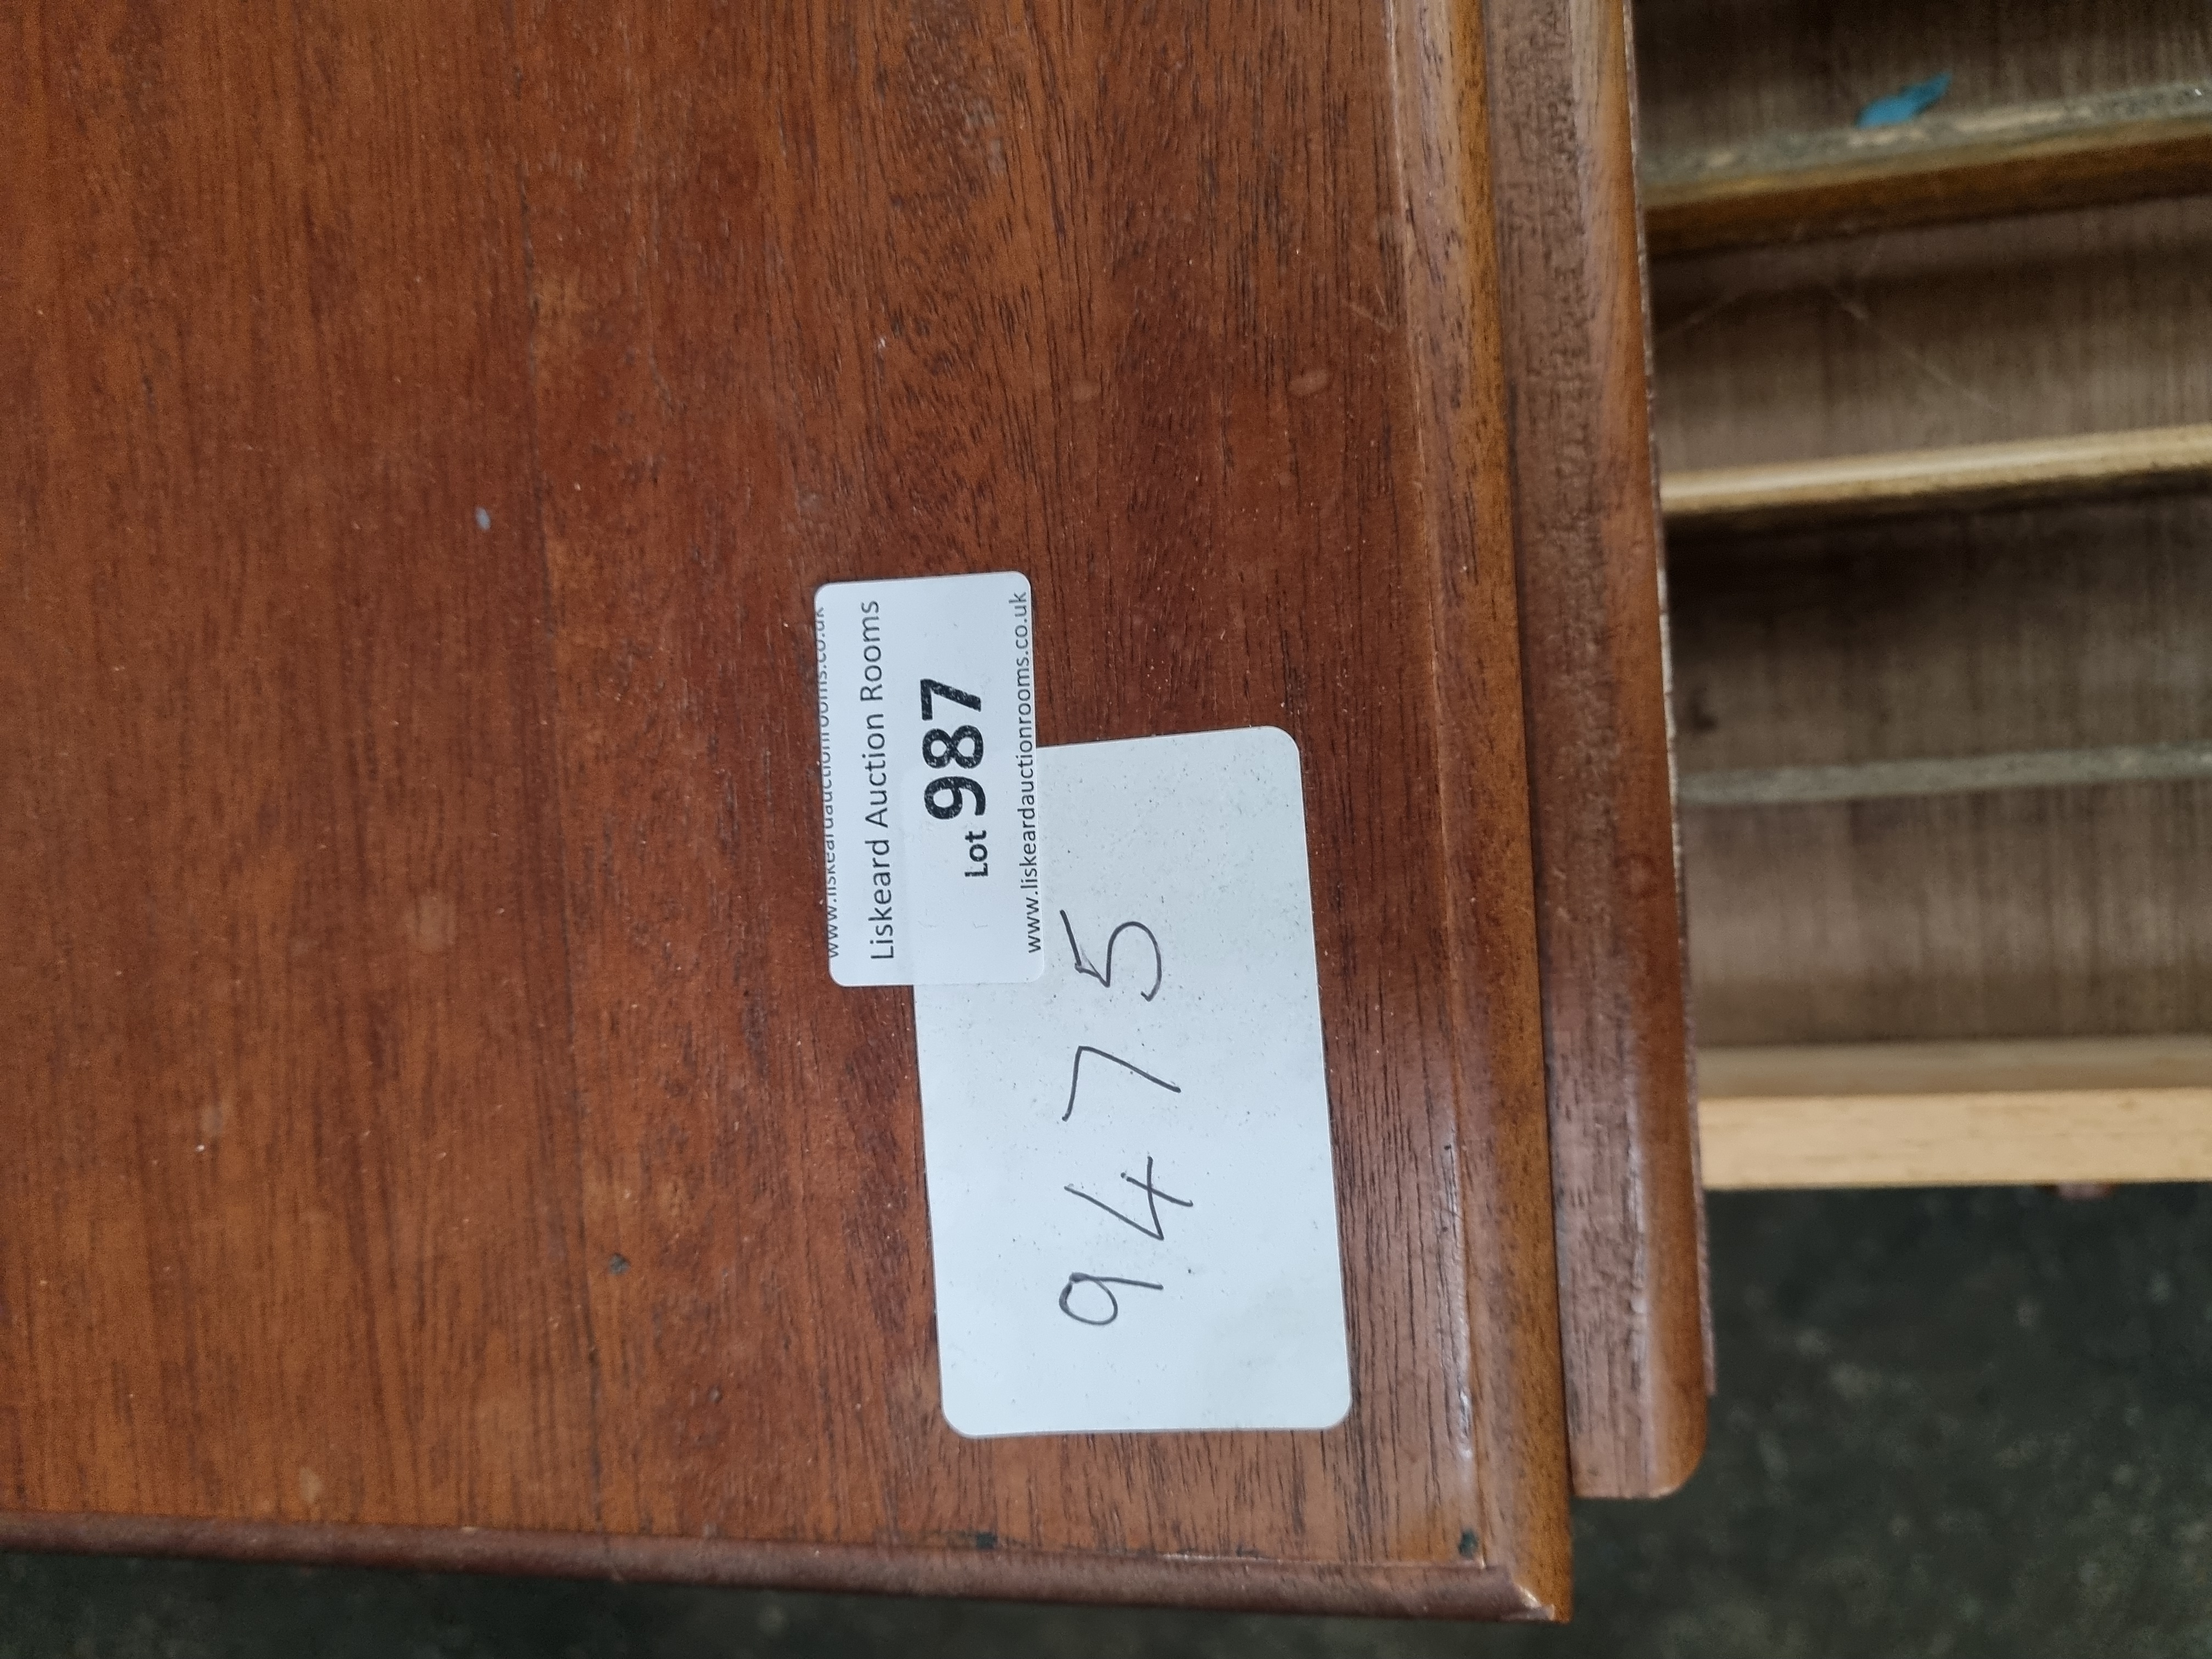 www.liskeardauctionrooms.co.uk
Liskeard Auction Rooms
Lot 987
www.liskeardauctionrooms.co.uk
9475